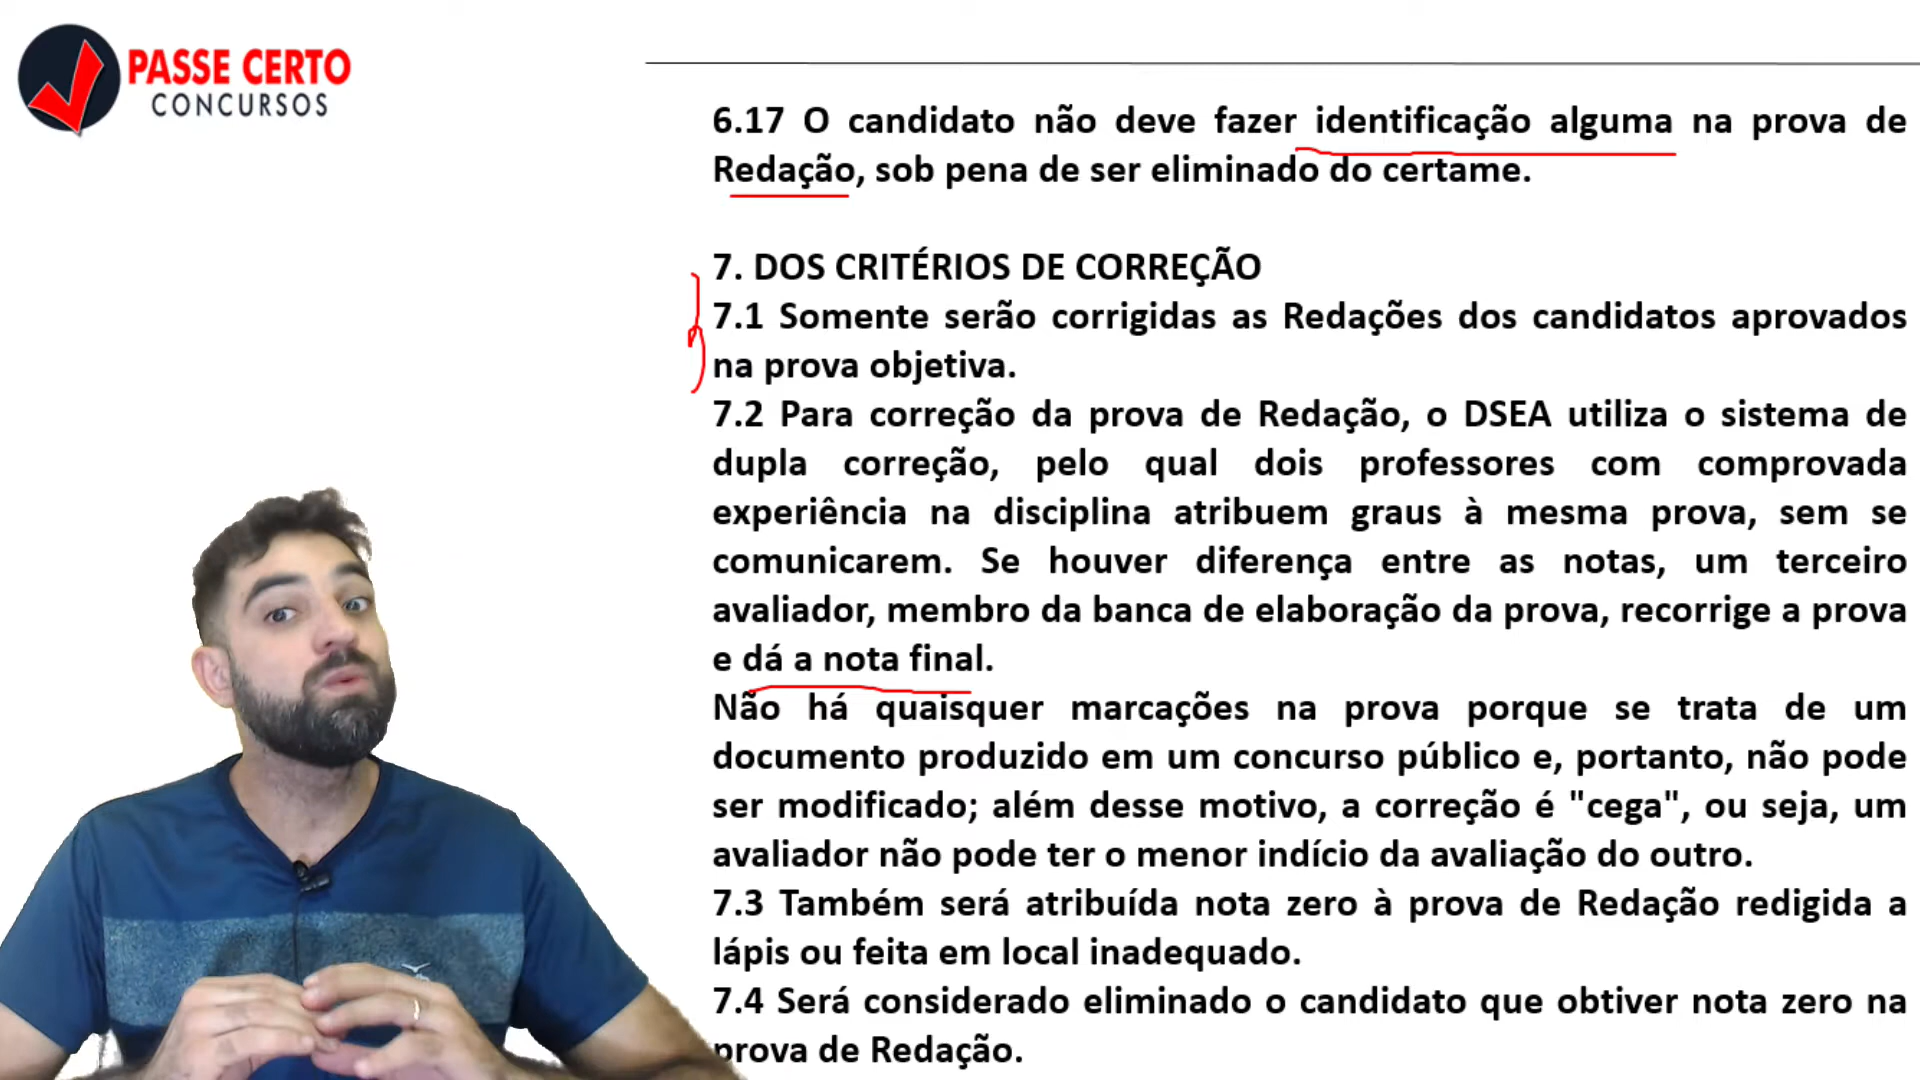 PASSE CERTO
CONCURSOS
6.17 O candidato não deve fazer identificação alguma na prova de
Redação, sob pena de ser eliminado do certame.
7. DOS CRITÉRIOS DE CORREÇÃO
7.1 Somente serão corrigidas as Redações dos candidatos aprovados
na prova objetiva.
7.2 Para correção da prova de Redação, o DSEA utiliza o sistema de
dupla correção, pelo qual dois professores com comprovada
experiência na disciplina atribuem graus à mesma prova, sem se
comunicarem. Se houver diferença entre as notas, um terceiro
avaliador, membro da banca de elaboração da prova, recorrige a prova
e dá a nota final.
Não há quaisquer marcações na prova porque se trata de um
documento produzido em um concurso público e, portanto, não pode
ser modificado; além desse motivo, a correção é "cega", ou seja, um
avaliador não pode ter o menor indício da avaliação do outro.
7.3 Também será atribuída nota zero à prova de Redação redigida a
lápis ou feita em local inadequado.
7.4 Será considerado eliminado o candidato que obtiver nota zero na
prova de Redação.